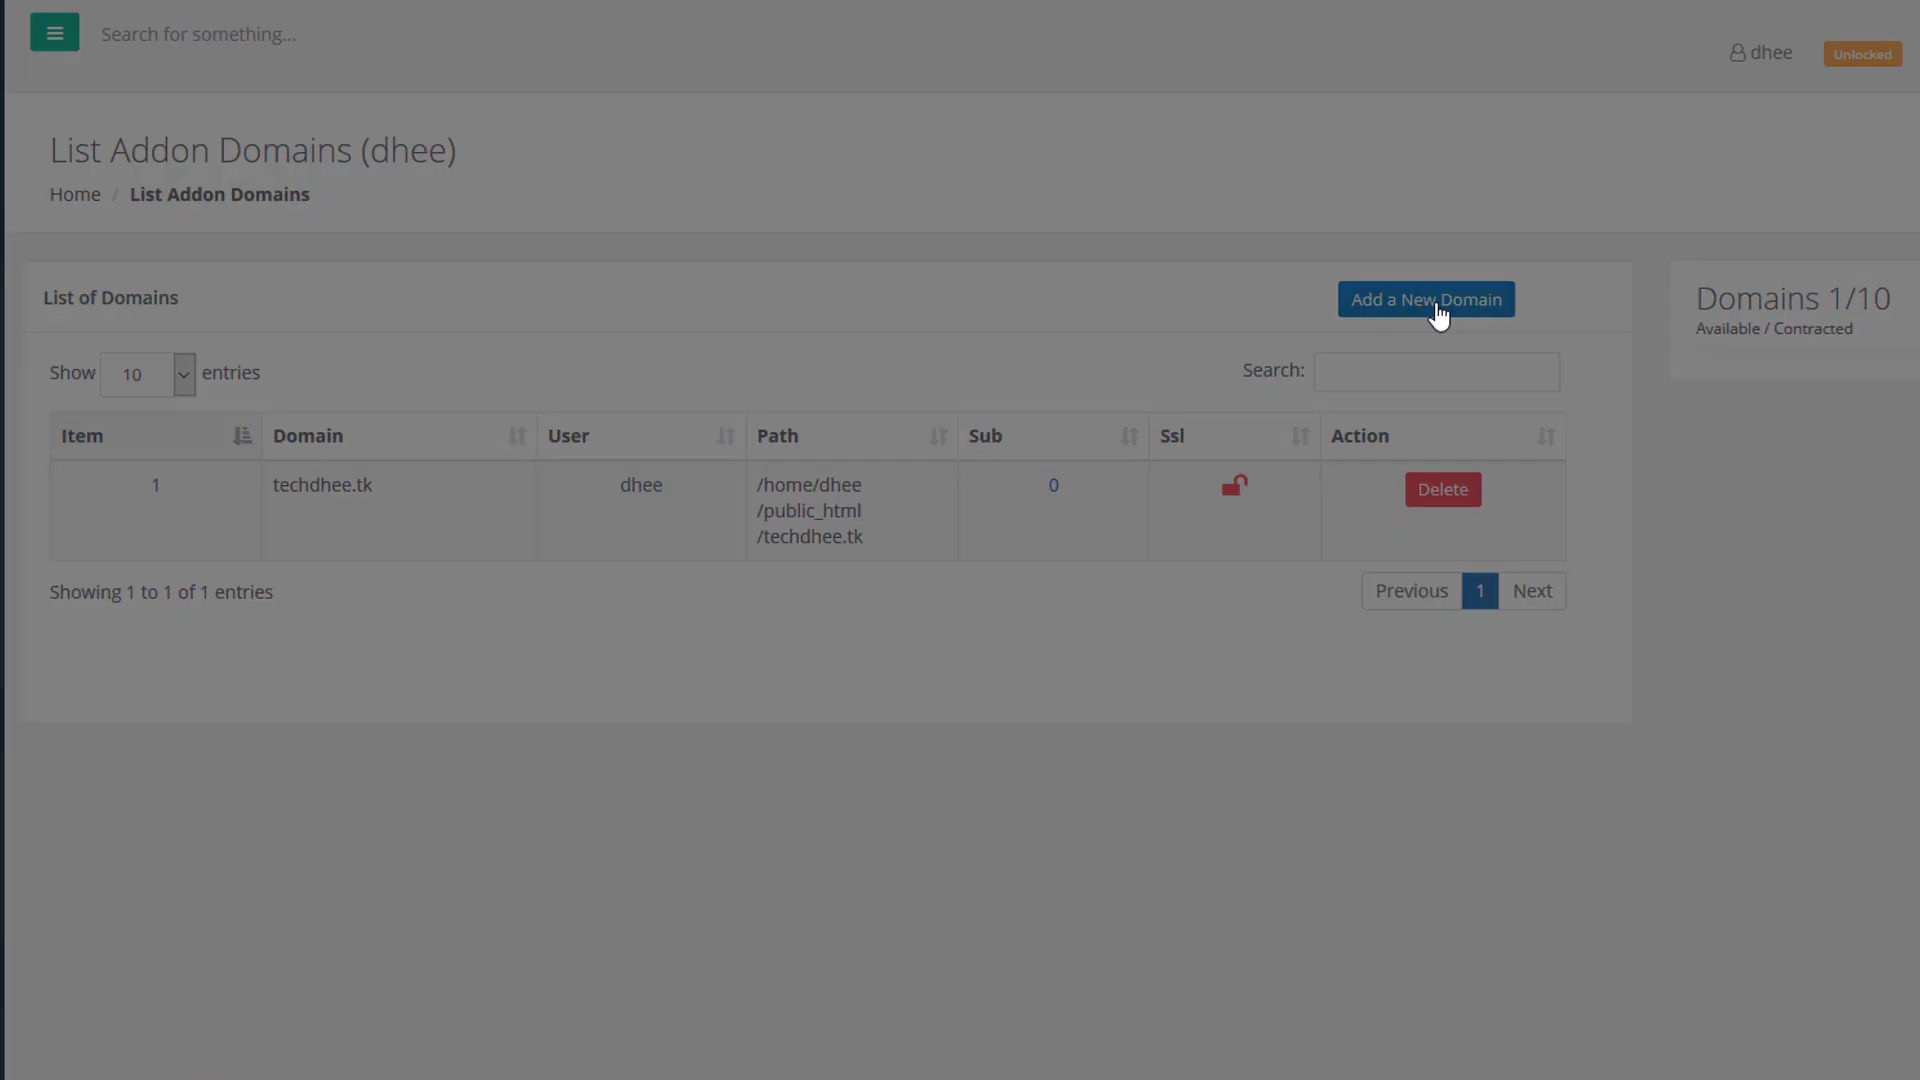 Search for something...
dhee
Unlocked
List Addon Domains (dhee)
Home / List Addon Domains
List of Domains
Add a New Domain
Domains 1/10
Available / Contracted
Show 10 entries
Search:
Item Domain User Path Sub Ssl Action
1 techdhee.tk dhee /home/dhee 0 Delete
/public_html
/techdhee.tk
Showing 1 to 1 of 1 entries
Previous 1 Next